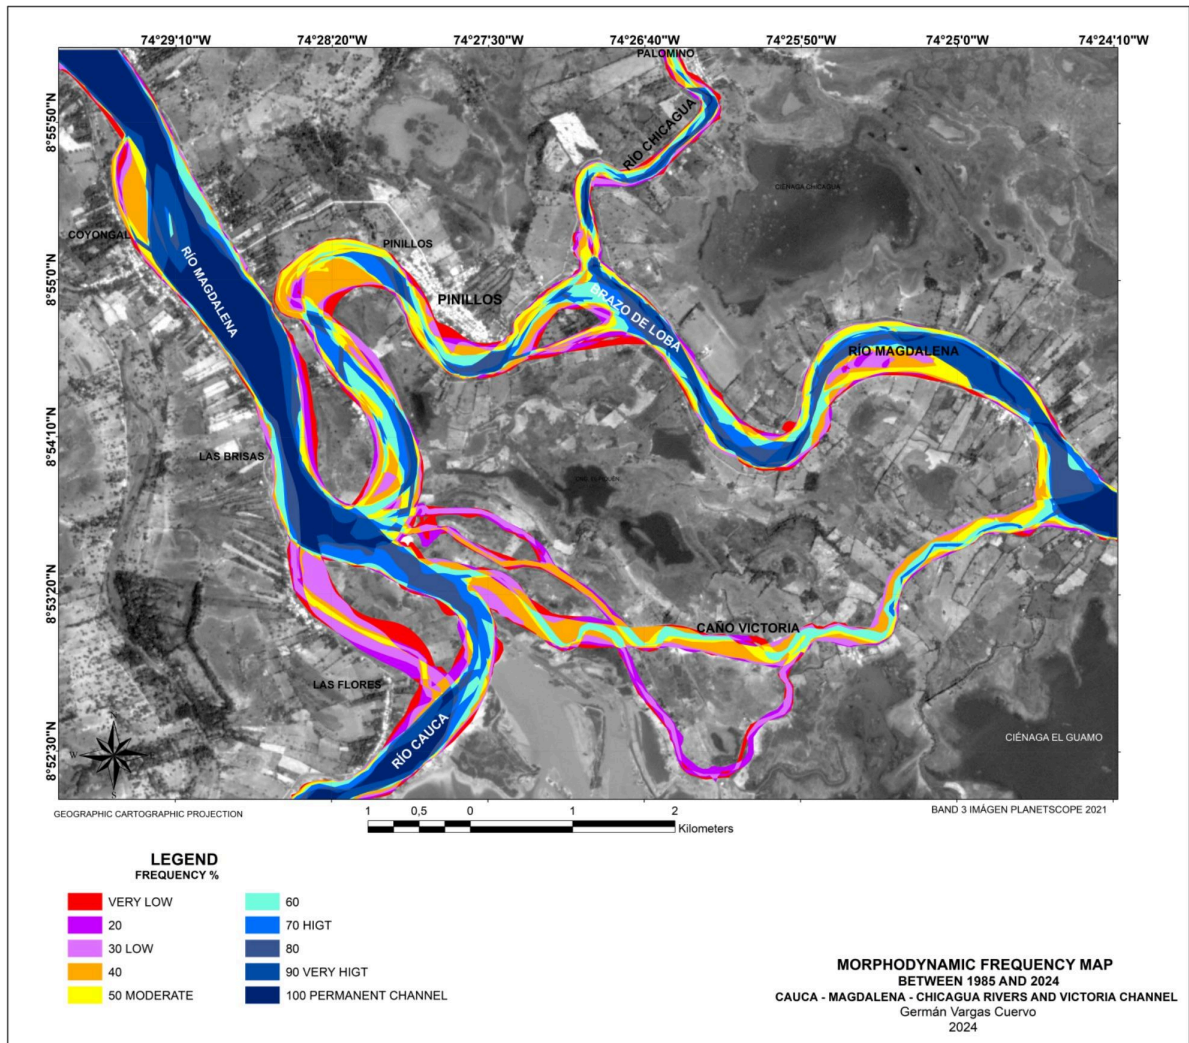 74°29'10"W
74°28'20"W
74°27'30"W
74°26'40"W
74°25'50"W
74°25'0"W
74°24'10"W
8°55'50"N
8°55'0"N
8°54'10"N
8°53'20"N
8°52'30"N
PALOMINO
RÍO CHICAGUA
CIÉNAGA CHICAGUA
COYONGAL
RÍO MAGDALENA
PINILLOS
PINILLOS
BRAZO DE LOBA
RÍO MAGDALENA
LAS BRISAS
CAÑO VICTORIA
LAS FLORES
RÍO CAUCA
CIÉNAGA EL GUAMO
W
S
GEOGRAPHIC CARTOGRAPHIC PROJECTION
BAND 3 IMÁGEN PLANETSCOPE 2021
1 0,5 0 1 2
Kilometers
LEGEND
FREQUENCY %
VERY LOW
20
30 LOW
40
50 MODERATE
60
70 HIGT
80
90 VERY HIGT
100 PERMANENT CHANNEL
MORPHODYNAMIC FREQUENCY MAP
BETWEEN 1985 AND 2024
CAUCA - MAGDALENA - CHICAGUA RIVERS AND VICTORIA CHANNEL
Germán Vargas Cuervo
2024